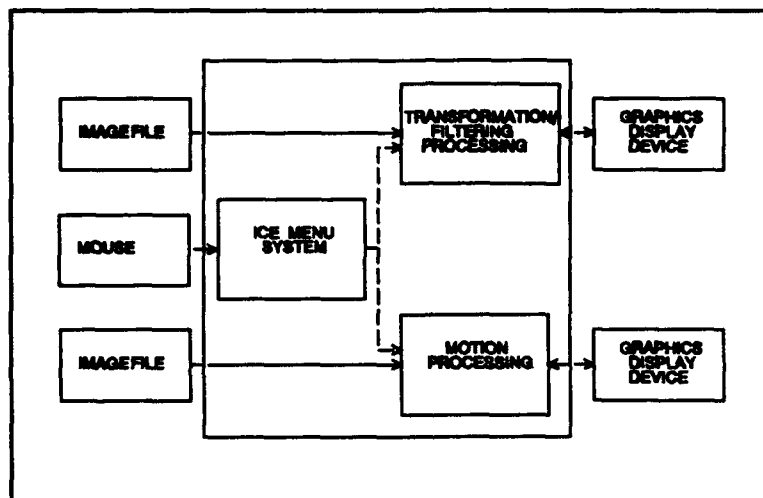 IMAGE FILE
TRANSFORMATION/
FILTERING
PROCESSING
GRAPHICS
DISPLAY
DEVICE
MOUSE
ICE MENU
SYSTEM
IMAGE FILE
MOTION
PROCESSING
GRAPHICS
DISPLAY
DEVICE